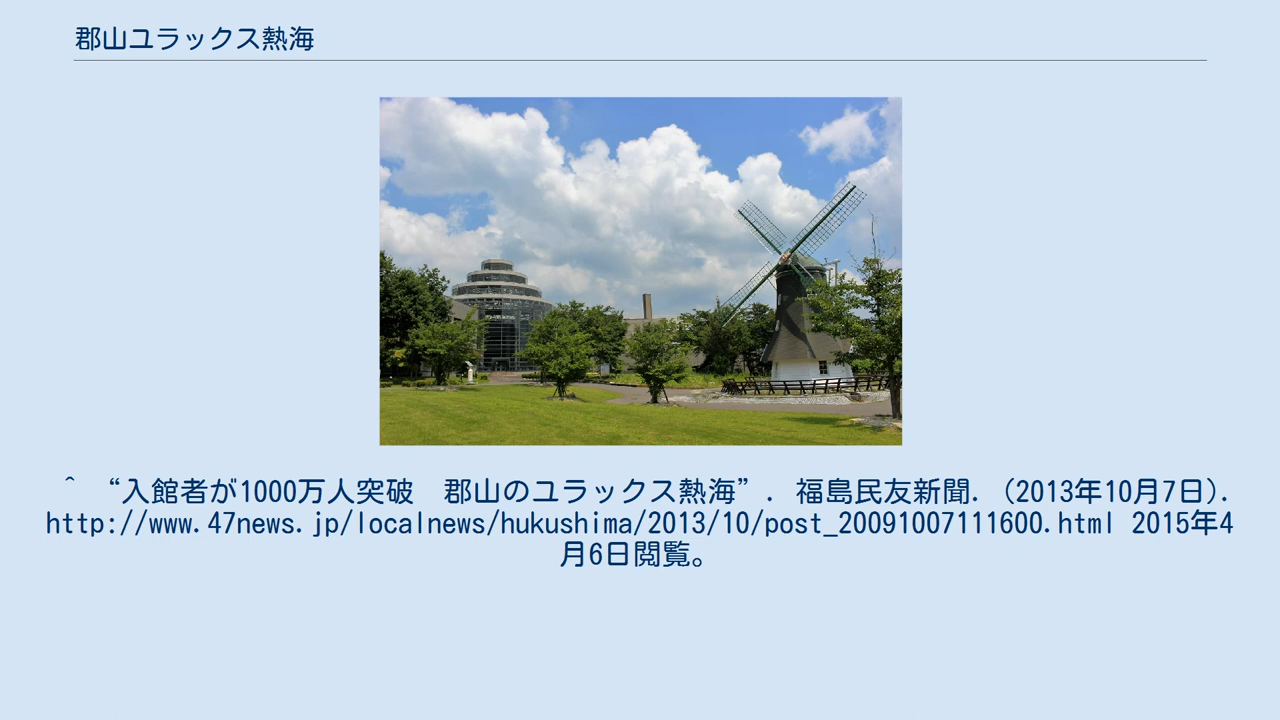 郡山ユラックス熱海
^ “入館者が1000万人突破　郡山のユラックス熱海”. 福島民友新聞. (2013年10月7日).
http://www.47news.jp/localnews/hukushima/2013/10/post_20091007111600.html 2015年4
月6日閲覧。